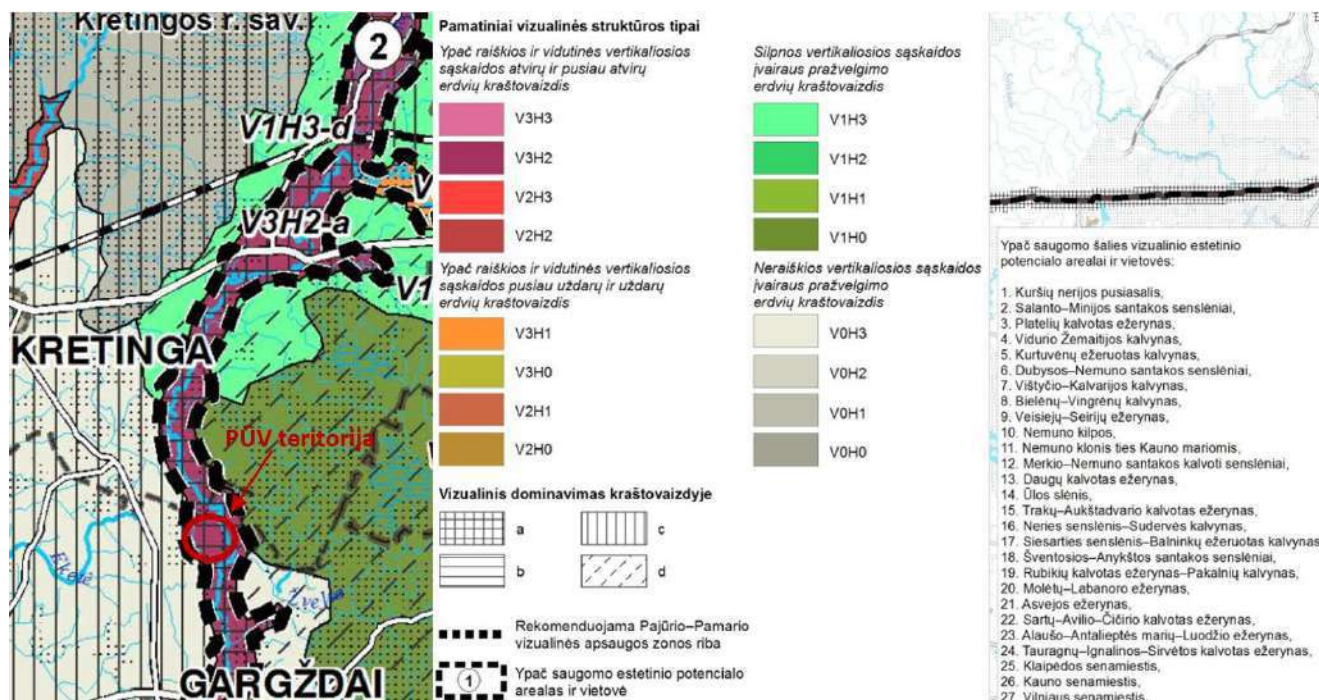 Kretingos r. sav.
2
V1H3-d
V3H2-a
V1
KRETINGA
PŪV teritorija
Eketė
GARGŽDAI
Pamatiniai vizualinės struktūros tipai
Ypač raiškios ir vidutinės vertikaliosios
sąskaidos atvirų ir pusiau atvirų
erdvių kraštovaizdis
V3H3
V3H2
V2H3
V2H2
Ypač raiškios ir vidutinės vertikaliosios
sąskaidos pusiau uždarų ir uždarų
erdvių kraštovaizdis
V3H1
V3H0
V2H1
V2H0
Vizualinis dominavimas kraštovaizdyje
a
c
b
d
Rekomenduojama Pajūrio–Pamario
vizualinės apsaugos zonos riba
1
Ypač saugomo estetinio potencialo
arealas ir vietovė
Silpnos vertikaliosios sąskaidos
įvairaus pražvelgimo
erdvių kraštovaizdis
V1H3
V1H2
V1H1
V1H0
Neraiškios vertikaliosios sąskaidos
įvairaus pražvelgimo
erdvių kraštovaizdis
V0H3
V0H2
V0H1
V0H0
Ypač saugomo šalies vizualinio estetinio
potencialo arealai ir vietovės:
1. Kuršių nerijos pusiasalis,
2. Salanto–Minijos santakos senslėniai,
3. Platelių kalvotas ežerynas,
4. Vidurio Žemaitijos kalvynas,
5. Kurtuvėnų ežeruotas kalvynas,
6. Dubysos–Nemuno santakos senslėniai,
7. Vištyčio–Kalvarijos kalvynas,
8. Bielėnų–Vingrėnų kalvynas,
9. Veisiejų–Seirijų ežerynas,
10. Nemuno kilpos,
11. Nemuno klonis ties Kauno mariomis,
12. Merkio–Nemuno santakos kalvoti senslėniai,
13. Daugų kalvotas ežerynas,
14. Ūlos slėnis,
15. Trakų–Aukštadvario kalvotas ežerynas,
16. Neries senslėnis–Sudervės kalvynas,
17. Siesarties senslėnis–Balninkų ežeruotas kalvynas
18. Šventosios–Anykštos santakos senslėniai,
19. Rubikių kalvotas ežerynas–Pakalnių kalvynas,
20. Molėtų–Labanoro ežerynas,
21. Asvejos ežerynas,
22. Sartų–Avilio–Čičirio kalvotas ežerynas,
23. Alaušo–Antalieptės marių–Luodžio ežerynas,
24. Tauragnų–Ignalinos–Sirvėtos kalvotas ežerynas,
25. Klaipėdos senamiestis,
26. Kauno senamiestis,
27. Vilniaus senamiestis